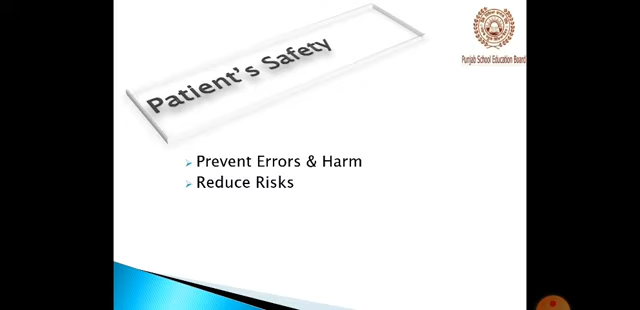 Patient's Safety
Punjab School Education Board
Prevent Errors & Harm
Reduce Risks